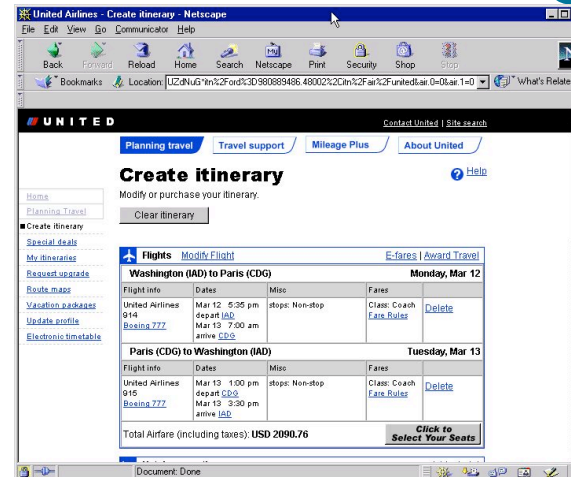 United Airlines - Create itinerary - Netscape
File Edit View Go Communicator Help
Back Forward Reload Home Search Netscape Print Security Shop Stop
Bookmarks Location: UZdNuG*itn%2Ford%3D980889486.48002%2Citn%2Fair%2Funited&air.0=0&air.1=0 What's Relate
UNITED
Contact United | Site search
Planning travel Travel support Mileage Plus About United
Create itinerary
Help
Modify or purchase your itinerary.
Clear itinerary
Home
Planning Travel
Create itinerary
Special deals
My itineraries
Request upgrade
Route maps
Vacation packages
Update profile
Electronic timetable
Flights Modify Flight E-fares | Award Travel
Washington (IAD) to Paris (CDG) Monday, Mar 12
Flight info Dates Misc Fares
United Airlines Mar 12 5:35 pm stops: Non-stop Class: Coach Delete
914 depart IAD Fare Rules
Boeing 777 Mar 13 7:00 am
arrive CDG
Paris (CDG) to Washington (IAD) Tuesday, Mar 13
Flight info Dates Misc Fares
United Airlines Mar 13 1:00 pm stops: Non-stop Class: Coach Delete
915 depart CDG Fare Rules
Boeing 777 Mar 13 3:30 pm
arrive IAD
Total Airfare (including taxes): USD 2090.76 Click to
Select Your Seats
Document: Done